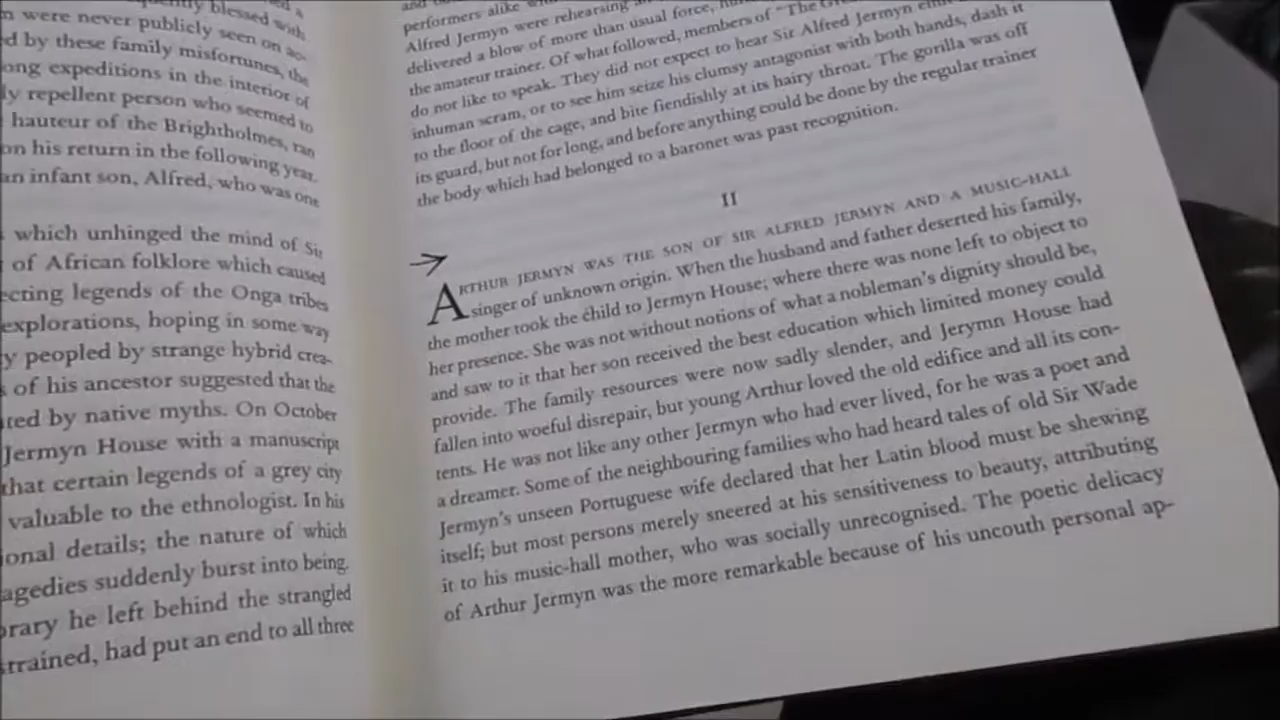 uently blessed with
m were never publicly seen on ac-
ed by these family misfortunes, the
ong expeditions in the interior of
ly repellent person who seemed to
hauteur of the Brightholmes, ran
on his return in the following year.
an infant son, Alfred, who was one
which unhinged the mind of Sir
of African folklore which caused
ecting legends of the Onga tribes
explorations, hoping in some way
y peopled by strange hybrid crea-
of his ancestor suggested that the
ted by native myths. On October
Jermyn House with a manuscript
that certain legends of a grey city
valuable to the ethnologist. In his
ional details; the nature of which
agedies suddenly burst into being.
brary he left behind the strangled
strained, had put an end to all three
performers alike
Alfred Jermyn were rehearsing
delivered a blow of more than usual force,
the amateur trainer. Of what followed, members of "The
do not like to speak. They did not expect to hear Sir Alfred Jermyn emit
inhuman scram, or to see him seize his clumsy antagonist with both hands, dash it
to the floor of the cage, and bite fiendishly at its hairy throat. The gorilla was off
its guard, but not for long, and before anything could be done by the regular trainer
the body which had belonged to a baronet was past recognition.
II
ARTHUR JERMYN WAS THE SON OF SIR ALFRED JERMYN AND A MUSIC-HALL
singer of unknown origin. When the husband and father deserted his family,
the mother took the child to Jermyn House; where there was none left to object to
her presence. She was not without notions of what a nobleman's dignity should be,
and saw to it that her son received the best education which limited money could
provide. The family resources were now sadly slender, and Jerymn House had
fallen into woeful disrepair, but young Arthur loved the old edifice and all its con-
tents. He was not like any other Jermyn who had ever lived, for he was a poet and
a dreamer. Some of the neighbouring families who had heard tales of old Sir Wade
Jermyn's unseen Portuguese wife declared that her Latin blood must be shewing
itself; but most persons merely sneered at his sensitiveness to beauty, attributing
it to his music-hall mother, who was socially unrecognised. The poetic delicacy
of Arthur Jermyn was the more remarkable because of his uncouth personal ap-